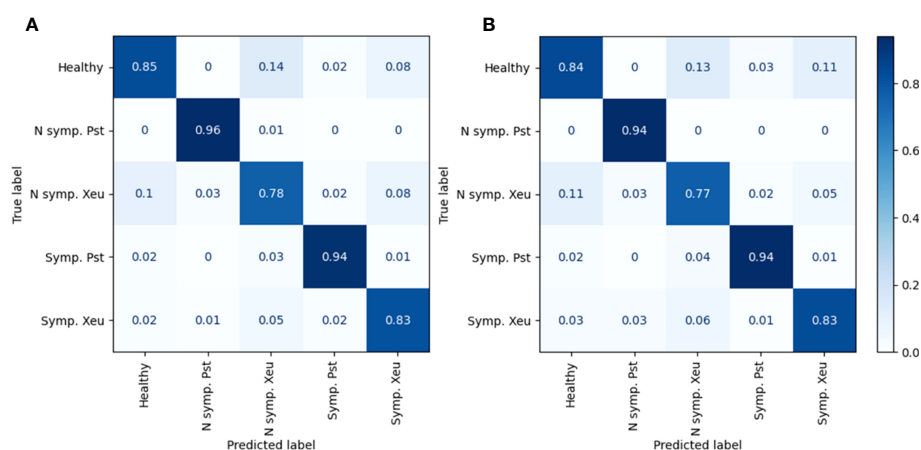 A
B
True label
Healthy 0.85 0 0.14 0.02 0.08
N symp. Pst 0 0.96 0.01 0 0
N symp. Xeu 0.1 0.03 0.78 0.02 0.08
Symp. Pst 0.02 0 0.03 0.94 0.01
Symp. Xeu 0.02 0.01 0.05 0.02 0.83
Healthy N symp. Pst N symp. Xeu Symp. Pst Symp. Xeu
Predicted label
True label
Healthy 0.84 0 0.13 0.03 0.11
N symp. Pst 0 0.94 0 0 0
N symp. Xeu 0.11 0.03 0.77 0.02 0.05
Symp. Pst 0.02 0 0.04 0.94 0.01
Symp. Xeu 0.03 0.03 0.06 0.01 0.83
Healthy N symp. Pst N symp. Xeu Symp. Pst Symp. Xeu
Predicted label
0.8
0.6
0.4
0.2
0.0